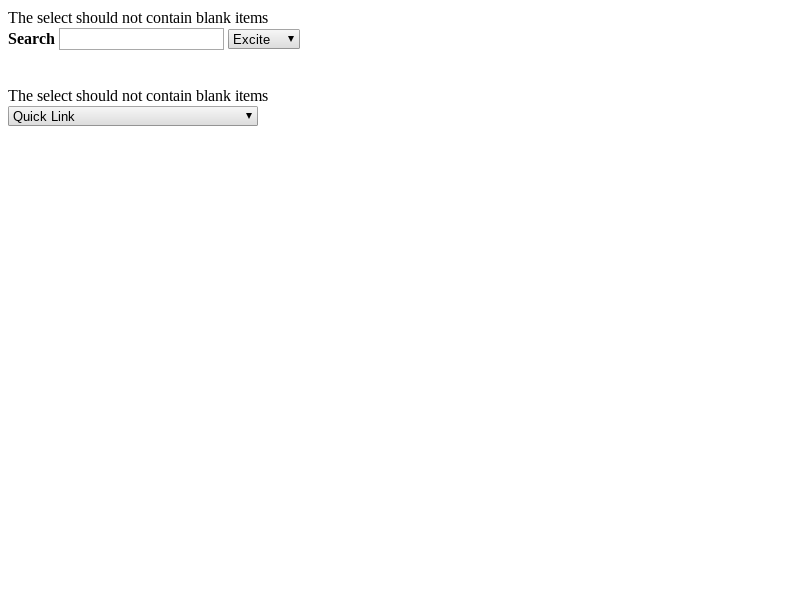 The select should not contain blank items
Search Excite
The select should not contain blank items
Quick Link